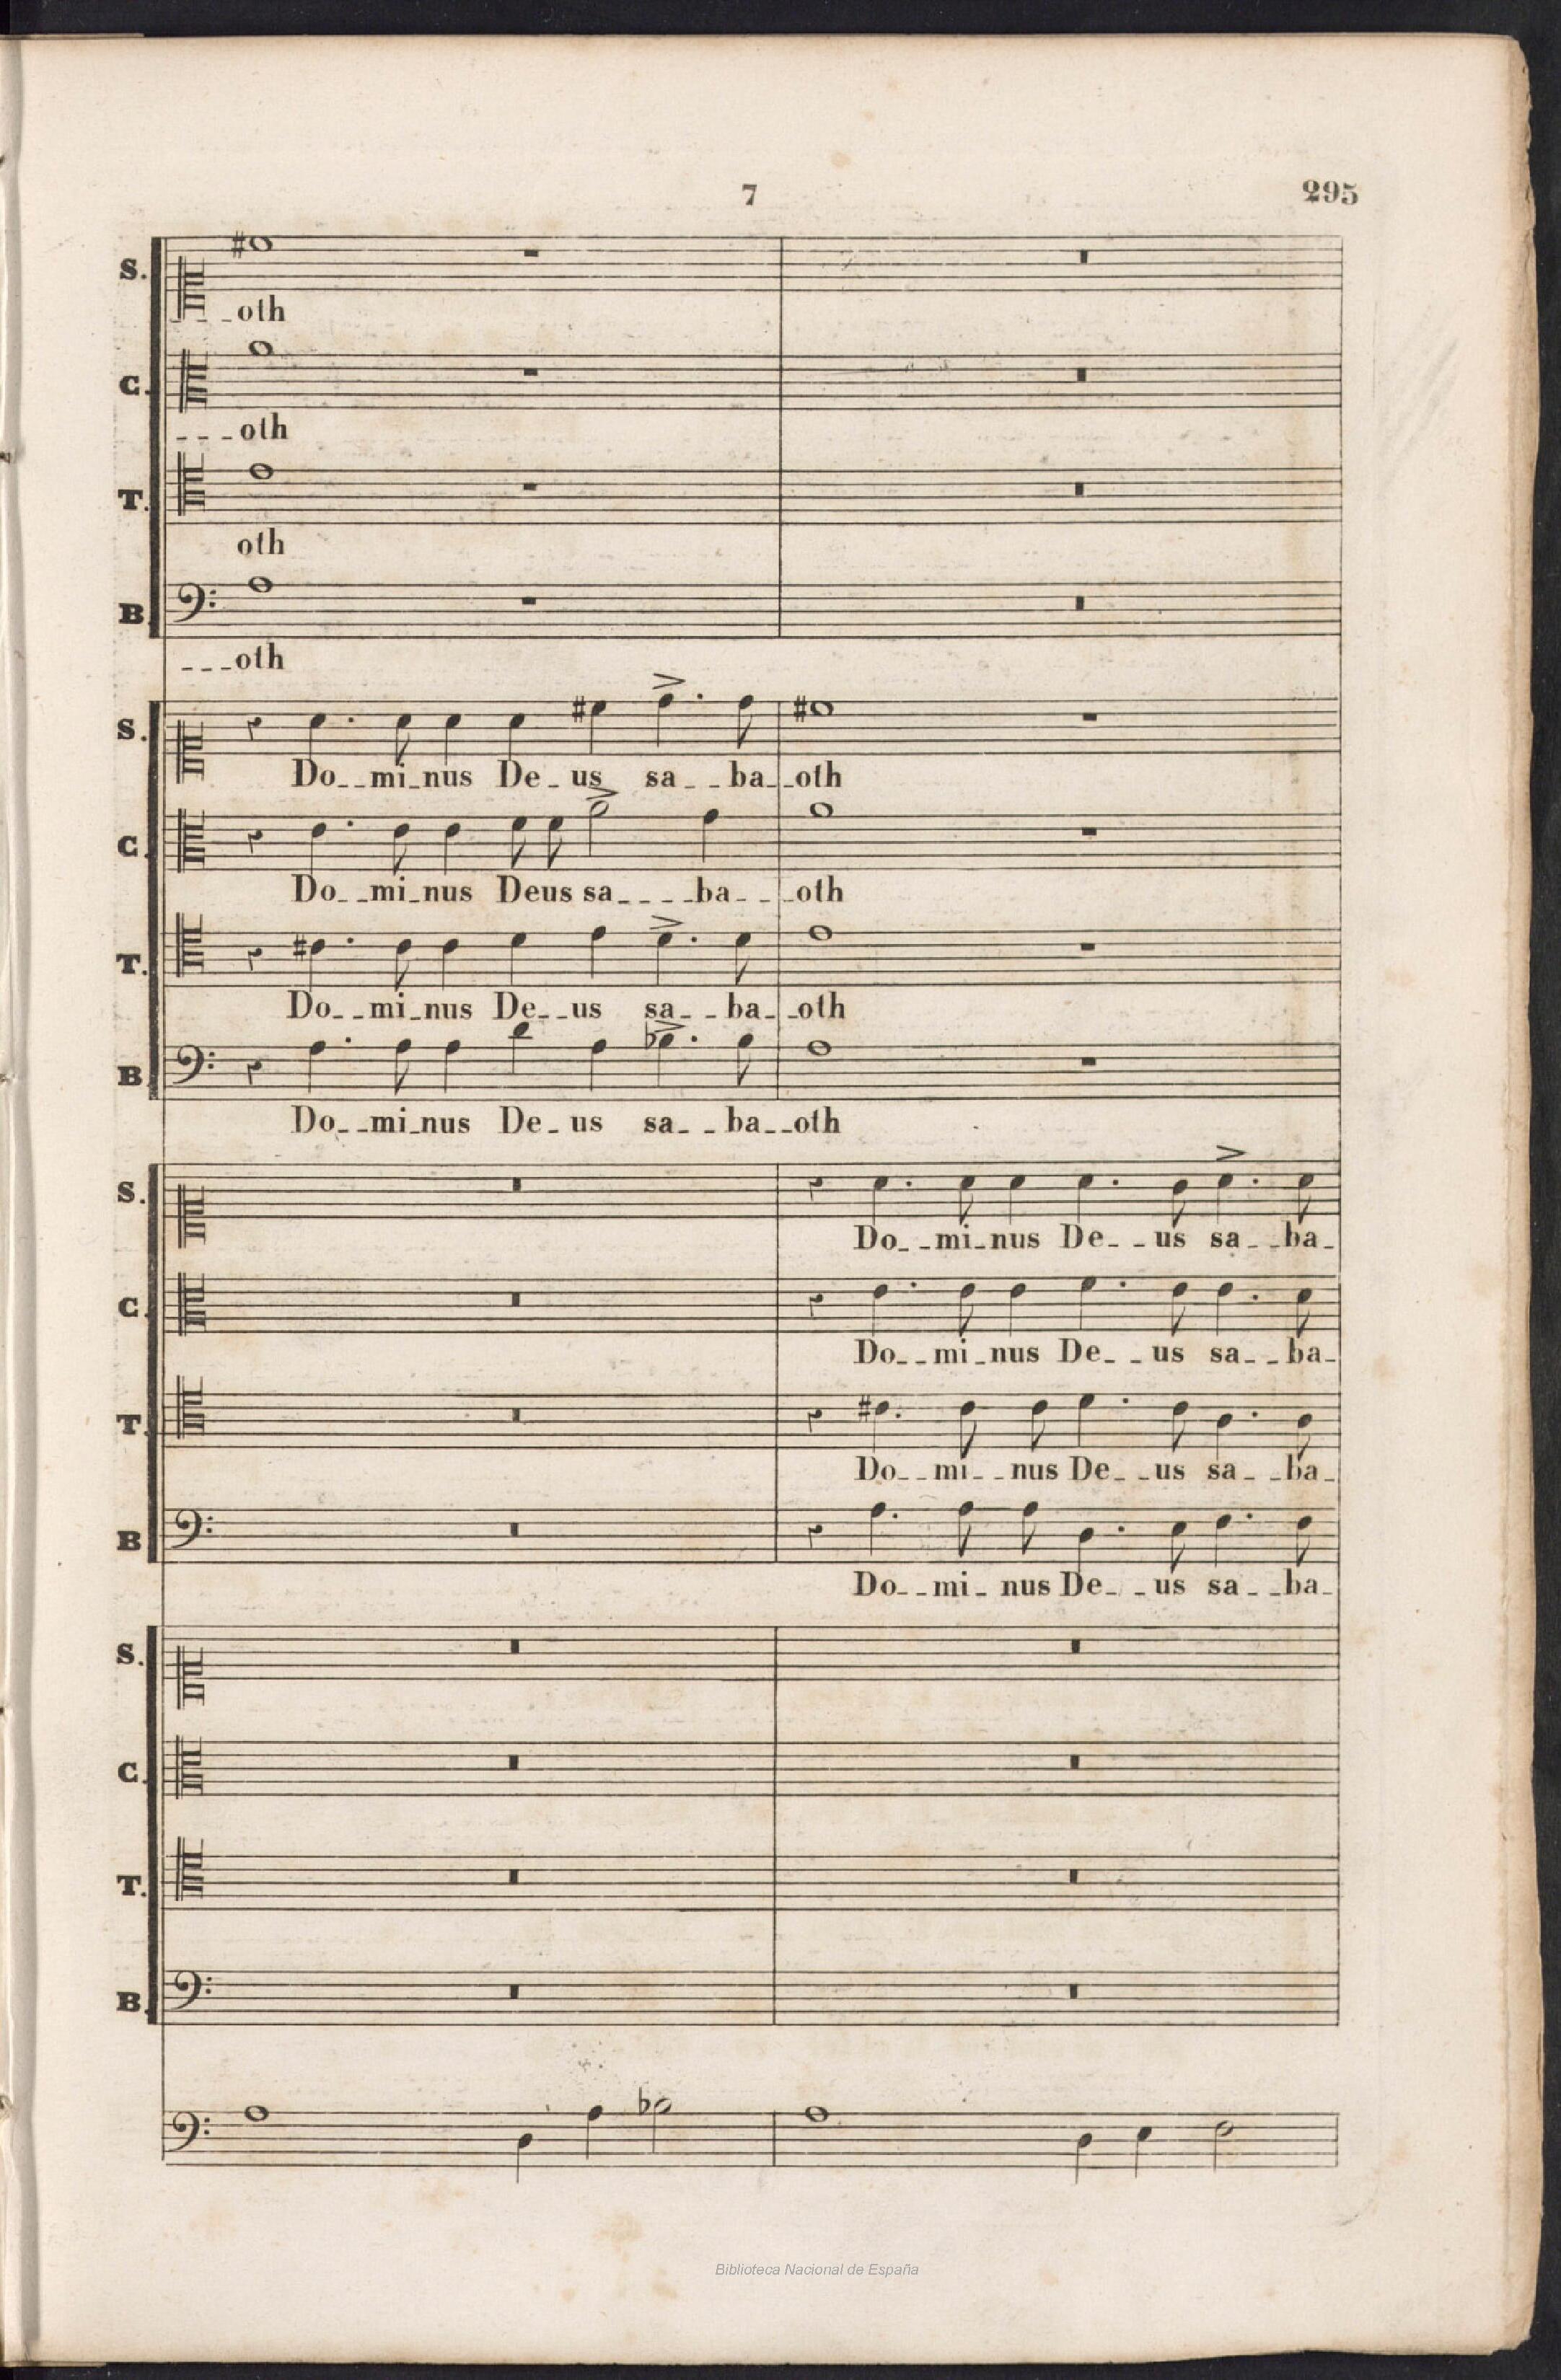 7 295
S.
- - - oth
C.
- - - oth
T.
oth
B.
- - - oth
S.
Do - - mi - nus De - us sa - - ba - - oth
C.
Do - - mi - nus Deus sa - - - - ba - - - oth
T.
Do - - mi - nus De - - us sa - - ba - - oth
B
Do - - mi - nus De - us sa - - ba - - oth
S.
Do - - mi - nus De - - us sa - - ba -
C.
Do - - mi - nus De - - us sa - - ba -
T.
Do - - mi - - nus De - - us sa - - ba -
B
Do - - mi - nus De - - us sa - - ba -
S.
C.
T.
B.
Biblioteca Nacional de España